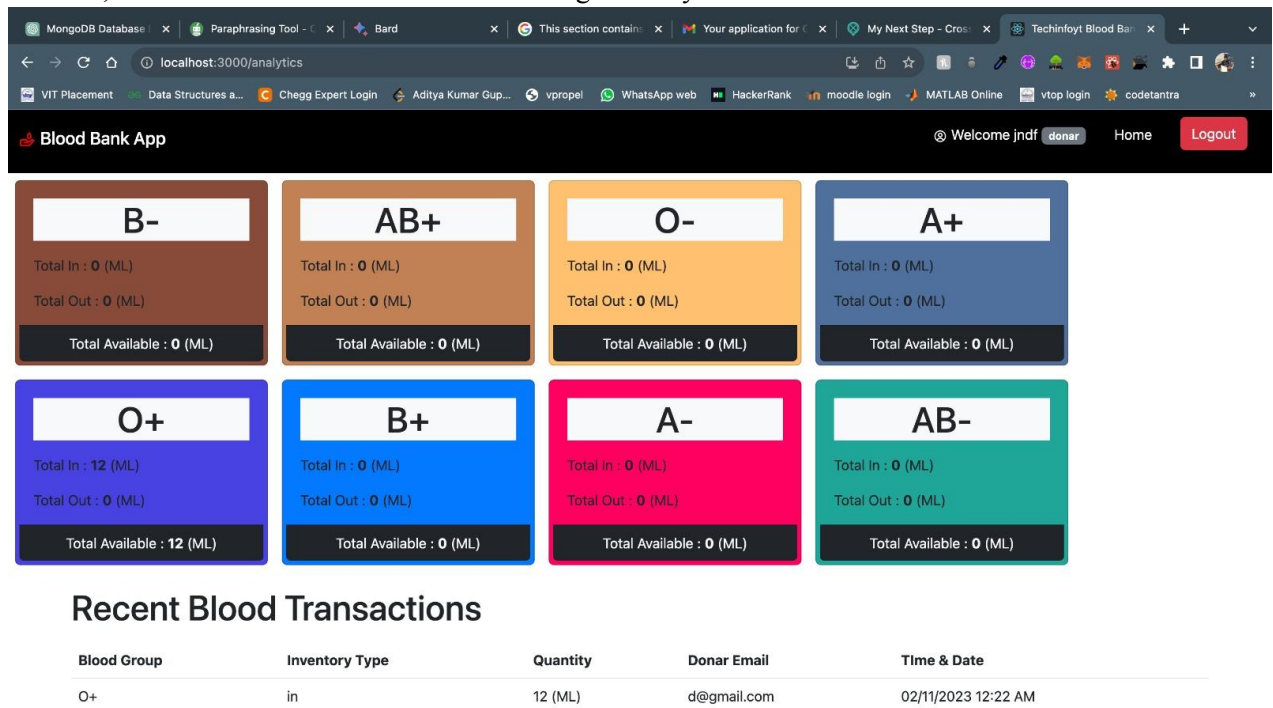 MongoDB Database
Paraphrasing Tool -
Bard
This section contain
Your application for
My Next Step - Cros
Techinfoyt Blood Ban
localhost:3000/analytics
VIT Placement
Data Structures a...
Chegg Expert Login
Aditya Kumar Gup...
vpropel
WhatsApp web
HackerRank
moodle login
MATLAB Online
vtop login
codetantra
»
Blood Bank App
Welcome jndf donar
Home
Logout
B-
AB+
O-
A+
Total In : 0 (ML)
Total In : 0 (ML)
Total In : 0 (ML)
Total In : 0 (ML)
Total Out : 0 (ML)
Total Out : 0 (ML)
Total Out : 0 (ML)
Total Out : 0 (ML)
Total Available : 0 (ML)
Total Available : 0 (ML)
Total Available : 0 (ML)
Total Available : 0 (ML)
O+
B+
A-
AB-
Total In : 12 (ML)
Total In : 0 (ML)
Total In : 0 (ML)
Total In : 0 (ML)
Total Out : 0 (ML)
Total Out : 0 (ML)
Total Out : 0 (ML)
Total Out : 0 (ML)
Total Available : 12 (ML)
Total Available : 0 (ML)
Total Available : 0 (ML)
Total Available : 0 (ML)
Recent Blood Transactions
Blood Group Inventory Type Quantity Donar Email TIme & Date
O+ in 12 (ML) d@gmail.com 02/11/2023 12:22 AM